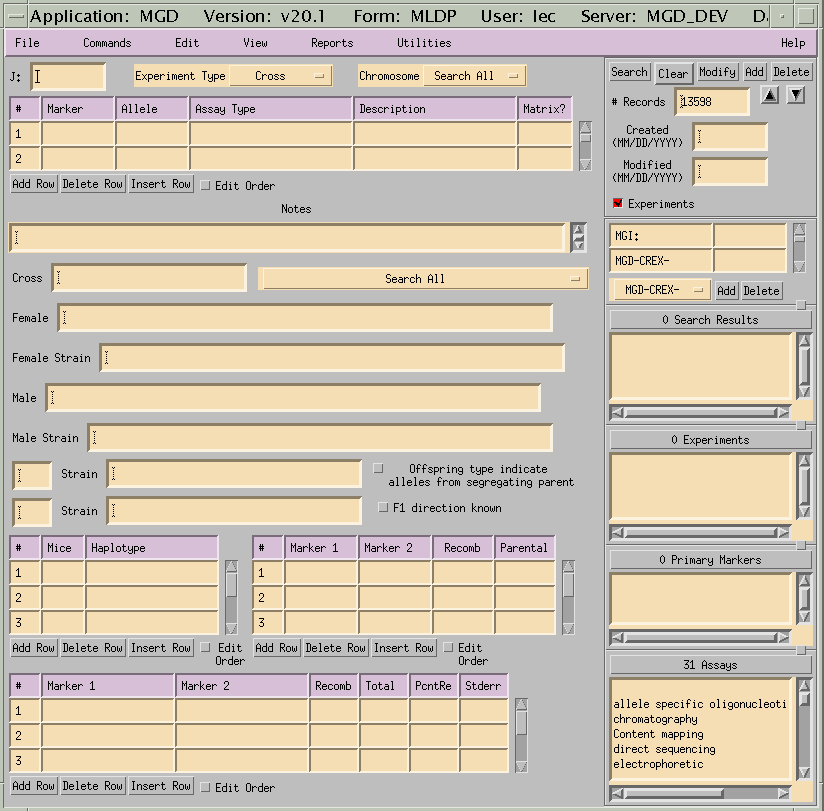 Application: MGD Version: v20.1 Form: MLDP User: lec Server: MGD_DEV
File Commands Edit View Reports Utilities Help
J: Experiment Type Cross Chromosome Search All
# Marker Allele Assay Type Description Matrix?
1
2
Add Row Delete Row Insert Row Edit Order
Notes
Cross Search All
Female
Female Strain
Male
Male Strain
Strain Offspring type indicate
alleles from segregating parent
Strain F1 direction known
# Mice Haplotype
1
2
3
Add Row Delete Row Insert Row Edit
Order
# Marker 1 Marker 2 Recomb Parental
1
2
3
Add Row Delete Row Insert Row Edit
Order
# Marker 1 Marker 2 Recomb Total PcntRe Stderr
1
2
3
Add Row Delete Row Insert Row Edit Order
Search Clear Modify Add Delete
# Records 13598
Created
(MM/DD/YYYY)
Modified
(MM/DD/YYYY)
Experiments
MGI:
MGD-CREX-
MGD-CREX- Add Delete
0 Search Results
0 Experiments
0 Primary Markers
31 Assays
allele specific oligonucleoti
chromatography
Content mapping
direct sequencing
electrophoretic